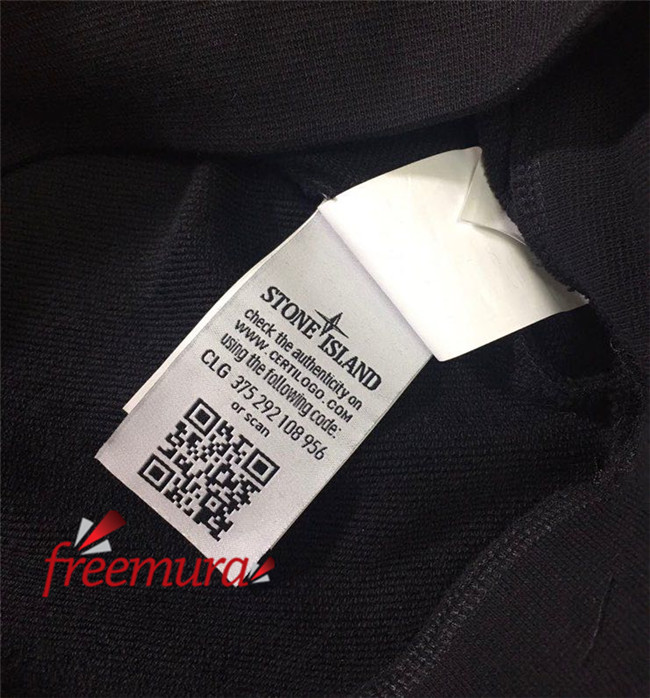 STONE ISLAND
check the authenticity on
WWW.CERTILOGO.COM
using the following code:
CLG 375 292 108 956
or scan
freemura